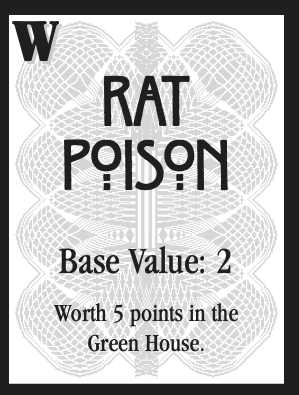 W
RAT
POISON
Base Value: 2
Worth 5 points in the
Green House.